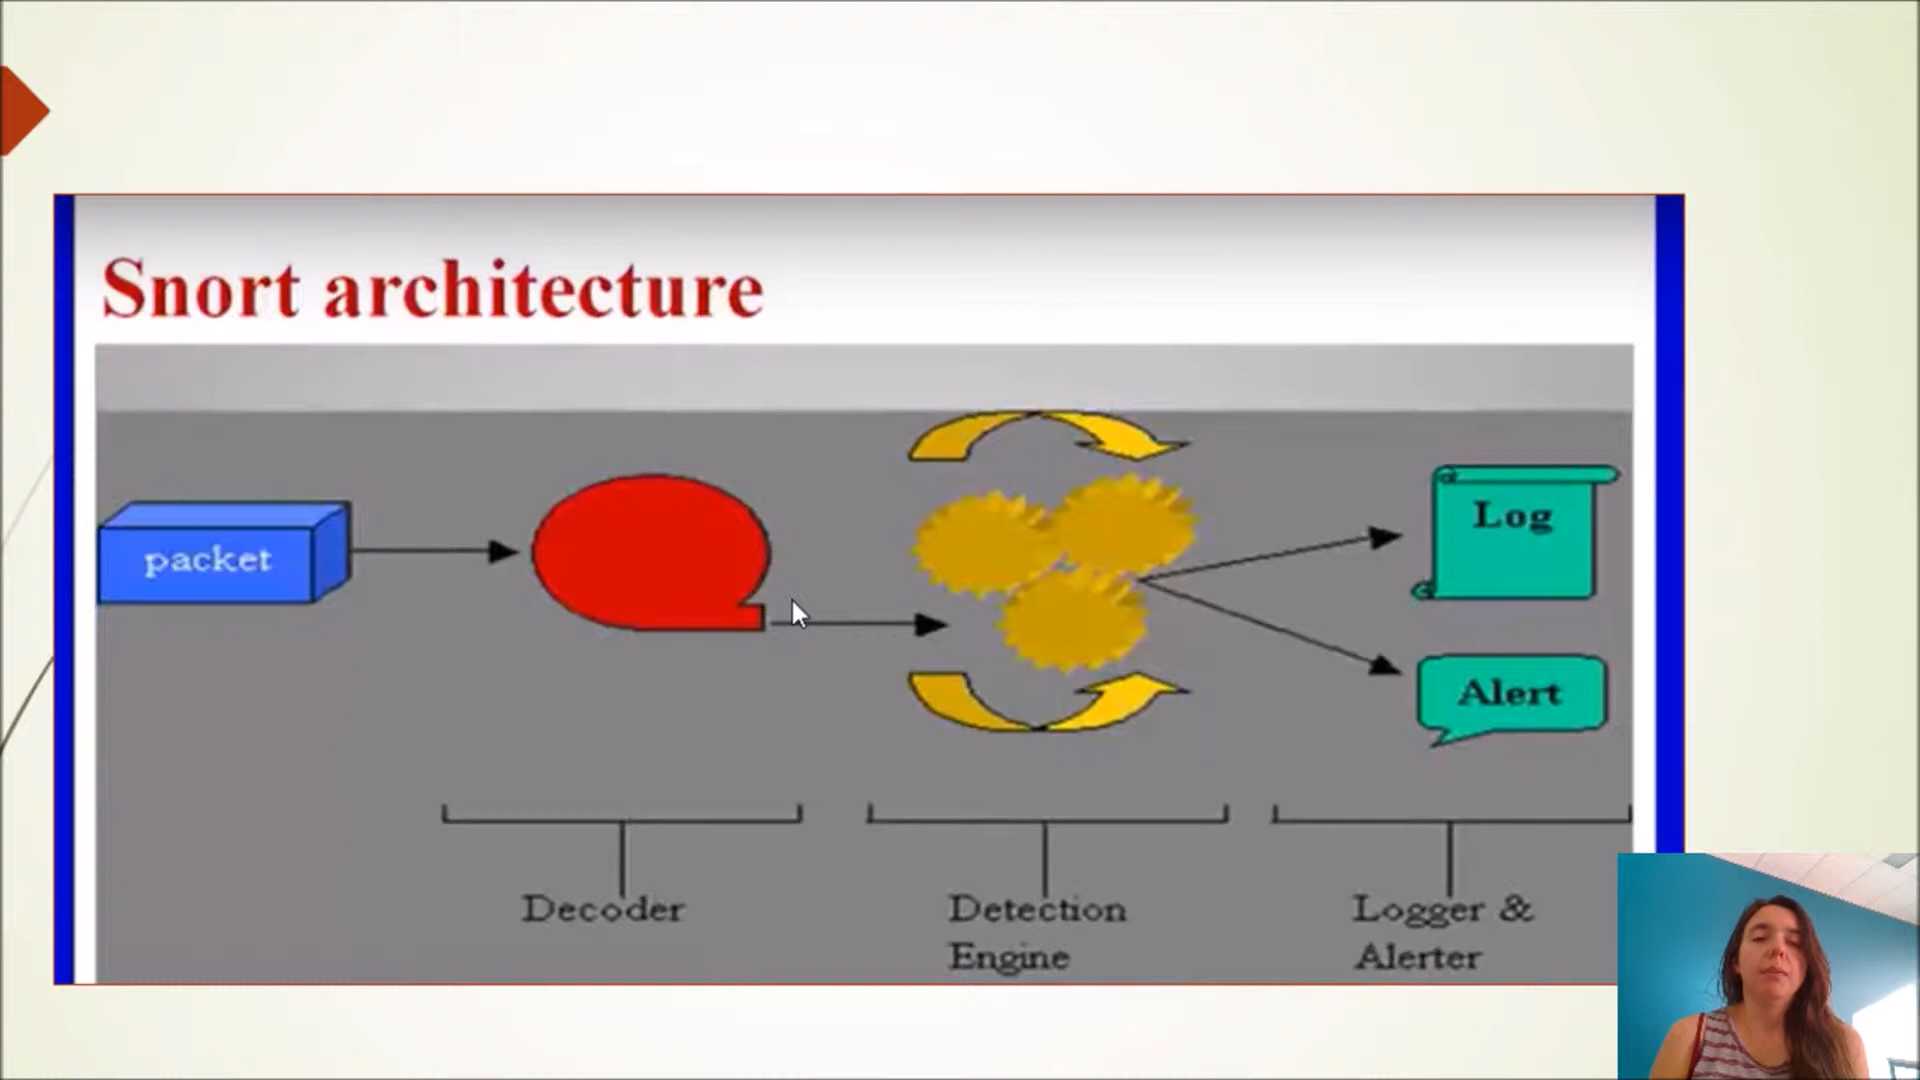 Snort architecture
packet
Log
Alert
Decoder
Detection
Engine
Logger &
Alerter